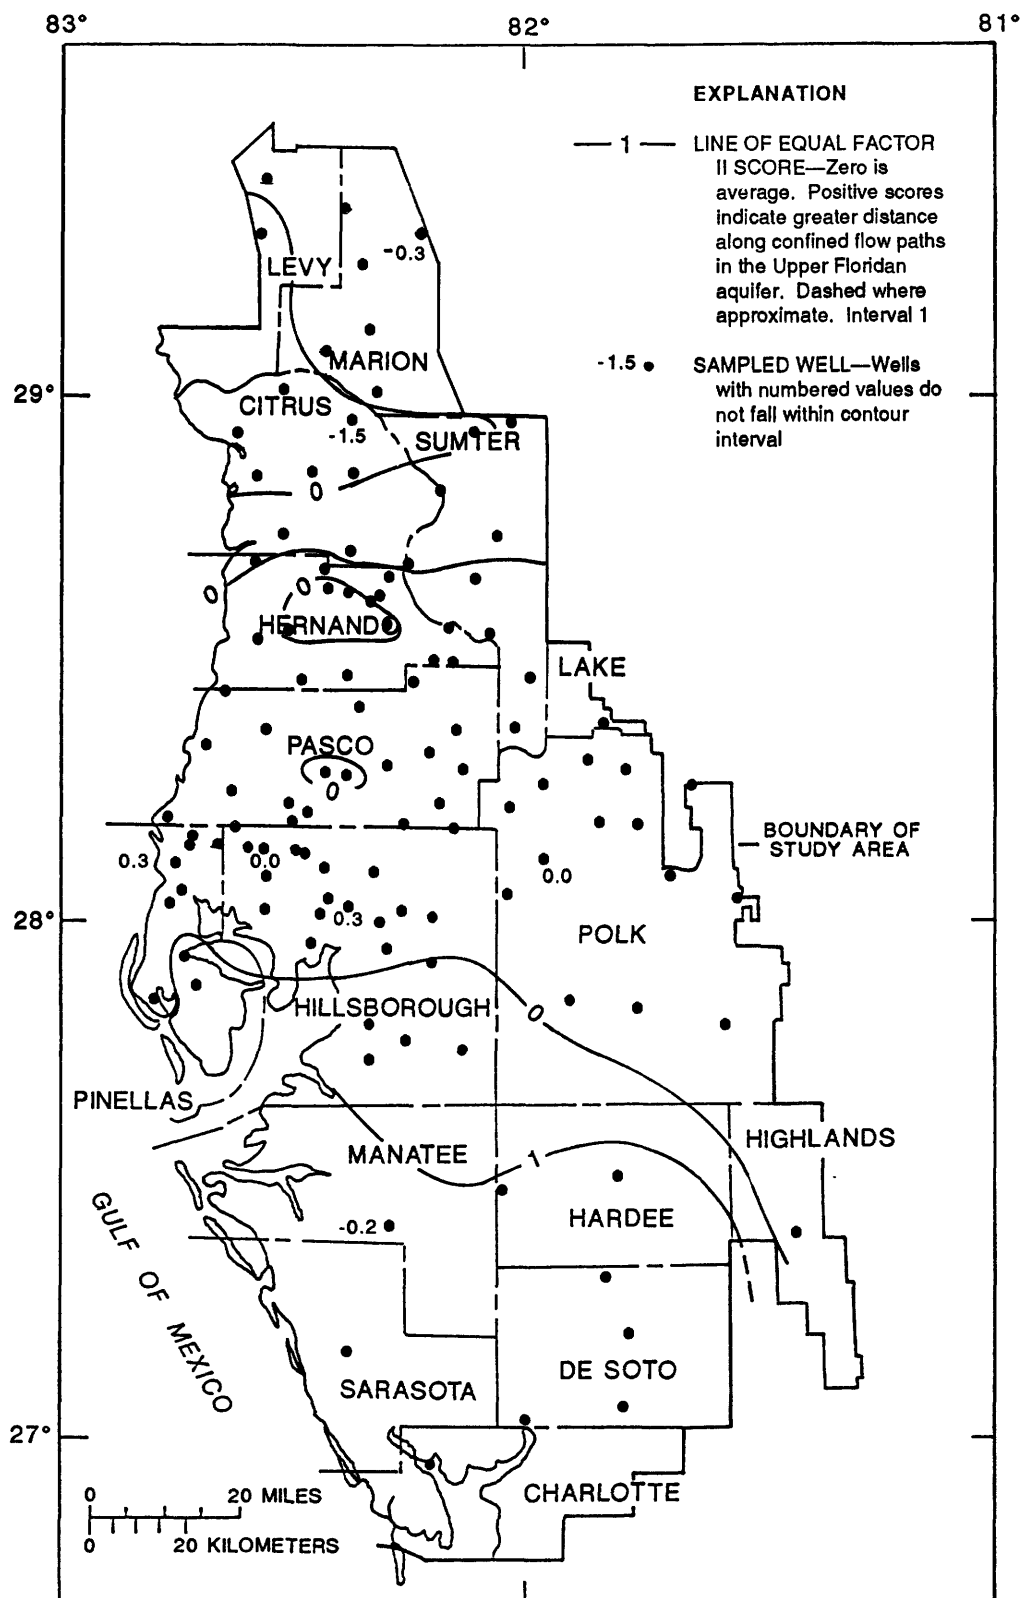 83°
82°
81°
EXPLANATION
— 1 — LINE OF EQUAL FACTOR
II SCORE—Zero is
average. Positive scores
indicate greater distance
along confined flow paths
in the Upper Floridan
aquifer. Dashed where
approximate. Interval 1
-1.5 SAMPLED WELL—Wells
with numbered values do
not fall within contour
interval
-0.3
LEVY
MARION
29°
CITRUS
-1.5
SUMTER
0
0
0
HERNANDO
LAKE
PASCO
0
BOUNDARY OF
STUDY AREA
0.3
0.0
0.0
28°
0.3
POLK
HILLSBOROUGH
0
PINELLAS
HIGHLANDS
MANATEE
1
HARDEE
-0.2
GULF OF MEXICO
DE SOTO
SARASOTA
27°
CHARLOTTE
0 20 MILES
0 20 KILOMETERS